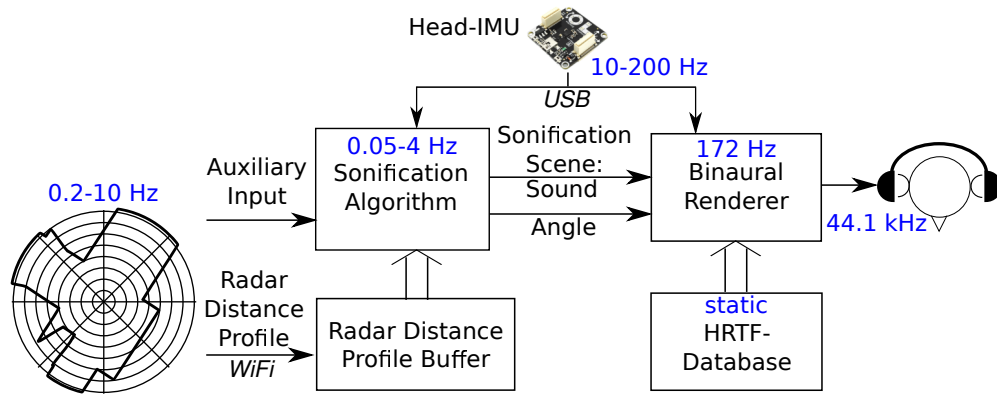 Head-IMU
10-200 Hz
USB
0.05-4 Hz
Sonification
Algorithm
Sonification
Scene:
Sound
Angle
172 Hz
Binaural
Renderer
44.1 kHz
Auxiliary
Input
0.2-10 Hz
Radar
Distance
Profile
WiFi
Radar Distance
Profile Buffer
static
HRTF-
Database